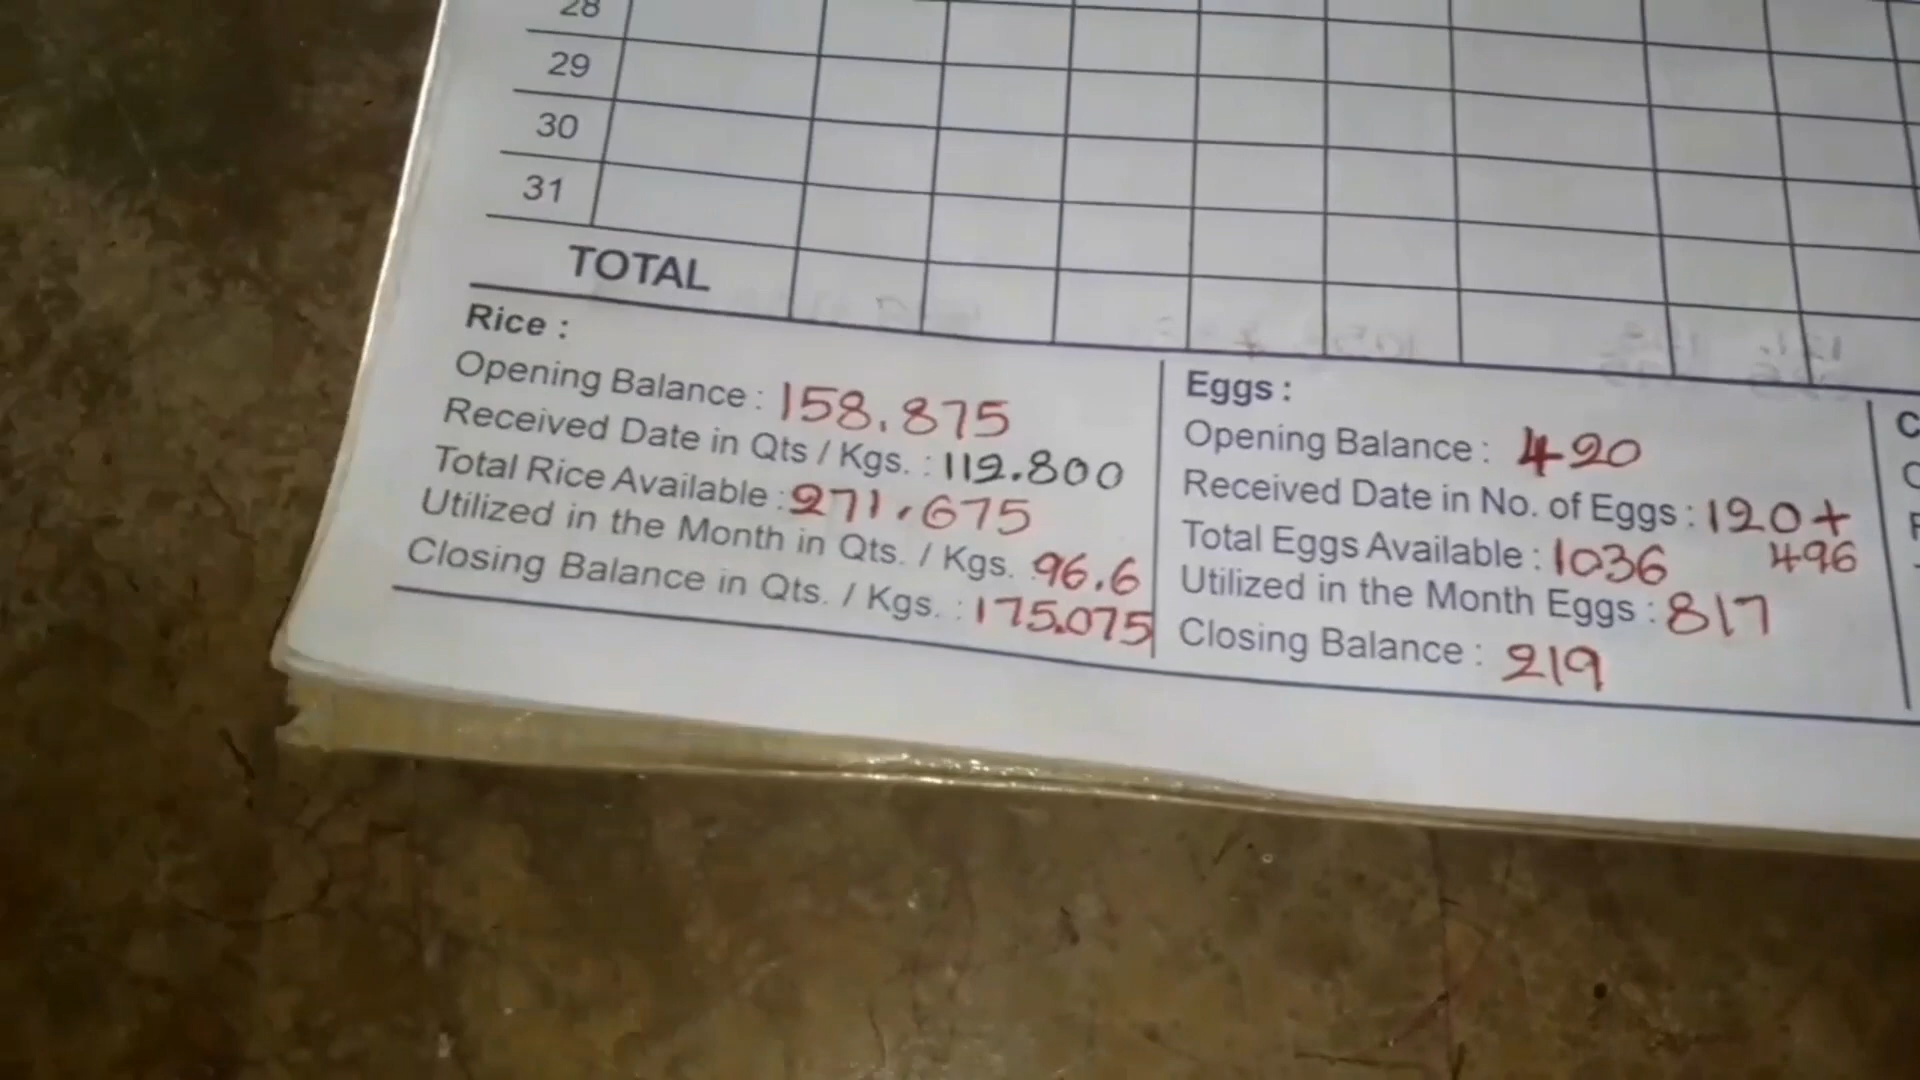 28
29
30
31
TOTAL
Rice :
Opening Balance : 158.875
Received Date in Qts / Kgs. : 112.800
Total Rice Available : 271.675
Utilized in the Month in Qts. / Kgs. 96.6
Closing Balance in Qts. / Kgs. : 175.075
Eggs :
Opening Balance : 420
Received Date in No. of Eggs : 120+
496
Total Eggs Available : 1036
Utilized in the Month Eggs : 817
Closing Balance : 219